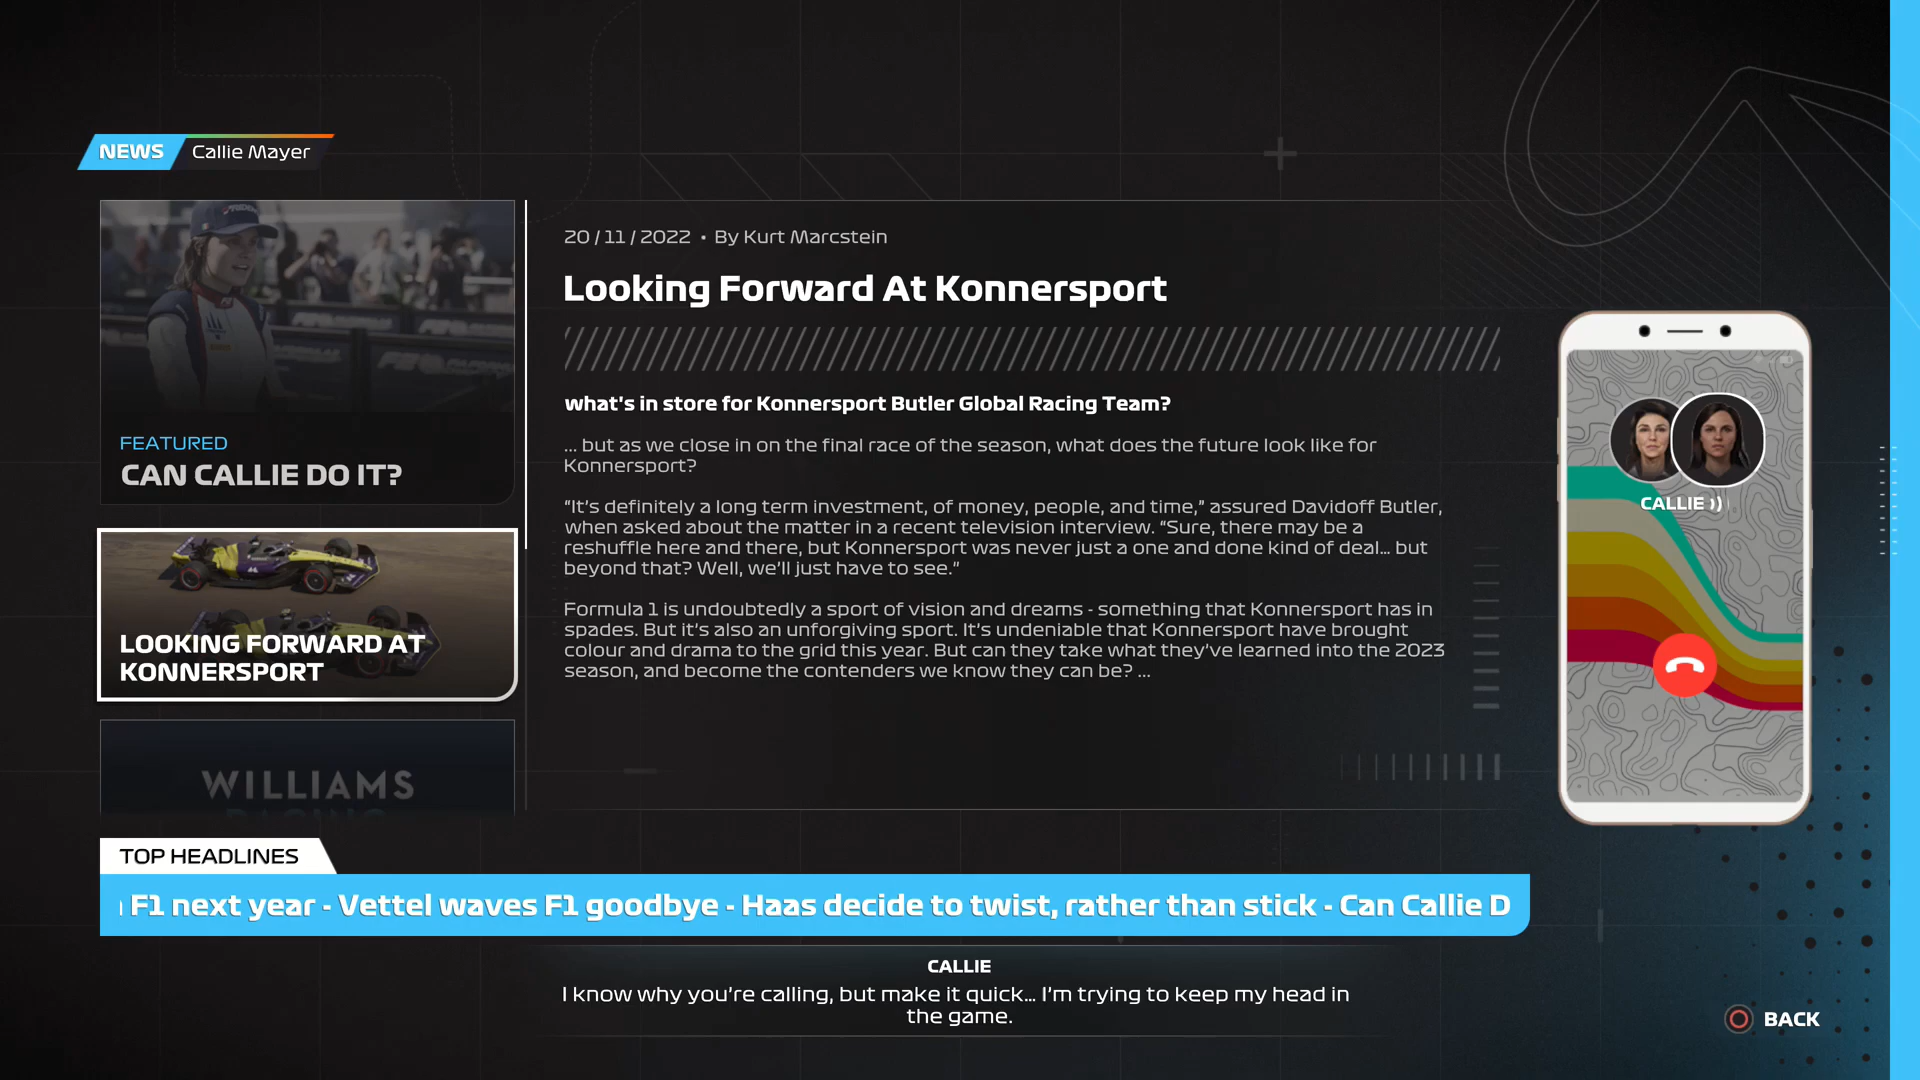 NEWS Callie Mayer
FEATURED
CAN CALLIE DO IT?
LOOKING FORWARD AT
KONNERSPORT
WILLIAMS
RACING
20 / 11 / 2022 • By Kurt Marcstein
Looking Forward At Konnersport
what's in store for Konnersport Butler Global Racing Team?
... but as we close in on the final race of the season, what does the future look like for
Konnersport?
“It’s definitely a long term investment, of money, people, and time,” assured Davidoff Butler,
when asked about the matter in a recent television interview. “Sure, there may be a
reshuffle here and there, but Konnersport was never just a one and done kind of deal... but
beyond that? Well, we’ll just have to see.”
Formula 1 is undoubtedly a sport of vision and dreams - something that Konnersport has in
spades. But it’s also an unforgiving sport. It’s undeniable that Konnersport have brought
colour and drama to the grid this year. But can they take what they’ve learned into the 2023
season, and become the contenders we know they can be? ...
CALLIE
TOP HEADLINES
F1 next year - Vettel waves F1 goodbye - Haas decide to twist, rather than stick - Can Callie D
CALLIE
I know why you’re calling, but make it quick... I’m trying to keep my head in
the game.
BACK